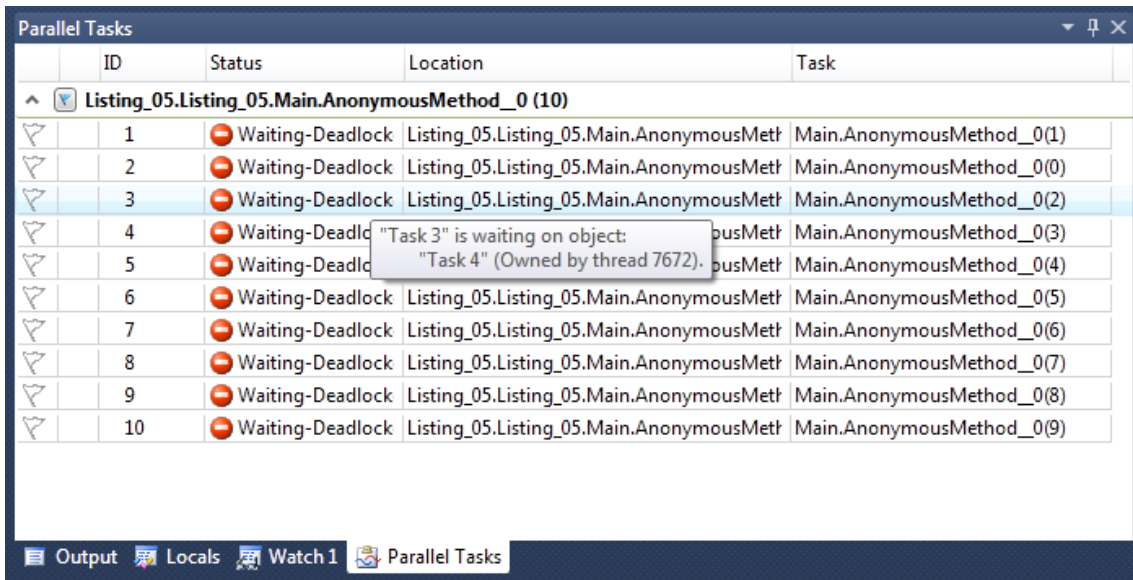 Parallel Tasks
ID Status Location Task
Listing_05.Listing_05.Main.AnonymousMethod__0 (10)
1 Waiting-Deadlock Listing_05.Listing_05.Main.AnonymousMeth Main.AnonymousMethod__0(1)
2 Waiting-Deadlock Listing_05.Listing_05.Main.AnonymousMeth Main.AnonymousMethod__0(0)
3 Waiting-Deadlock Listing_05.Listing_05.Main.AnonymousMeth Main.AnonymousMethod__0(2)
4 Waiting-Deadlo "Task 3" is waiting on object: ousMeth Main.AnonymousMethod__0(3)
5 Waiting-Deadlo "Task 4" (Owned by thread 7672). ousMeth Main.AnonymousMethod__0(4)
6 Waiting-Deadlock Listing_05.Listing_05.Main.AnonymousMeth Main.AnonymousMethod__0(5)
7 Waiting-Deadlock Listing_05.Listing_05.Main.AnonymousMeth Main.AnonymousMethod__0(6)
8 Waiting-Deadlock Listing_05.Listing_05.Main.AnonymousMeth Main.AnonymousMethod__0(7)
9 Waiting-Deadlock Listing_05.Listing_05.Main.AnonymousMeth Main.AnonymousMethod__0(8)
10 Waiting-Deadlock Listing_05.Listing_05.Main.AnonymousMeth Main.AnonymousMethod__0(9)
Output Locals Watch 1 Parallel Tasks